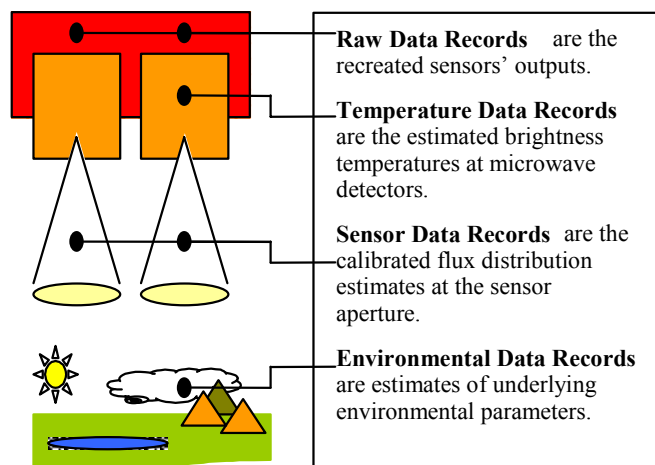 Raw Data Records are the
recreated sensors’ outputs.
Temperature Data Records
are the estimated brightness
temperatures at microwave
detectors.
Sensor Data Records are the
calibrated flux distribution
estimates at the sensor
aperture.
Environmental Data Records
are estimates of underlying
environmental parameters.